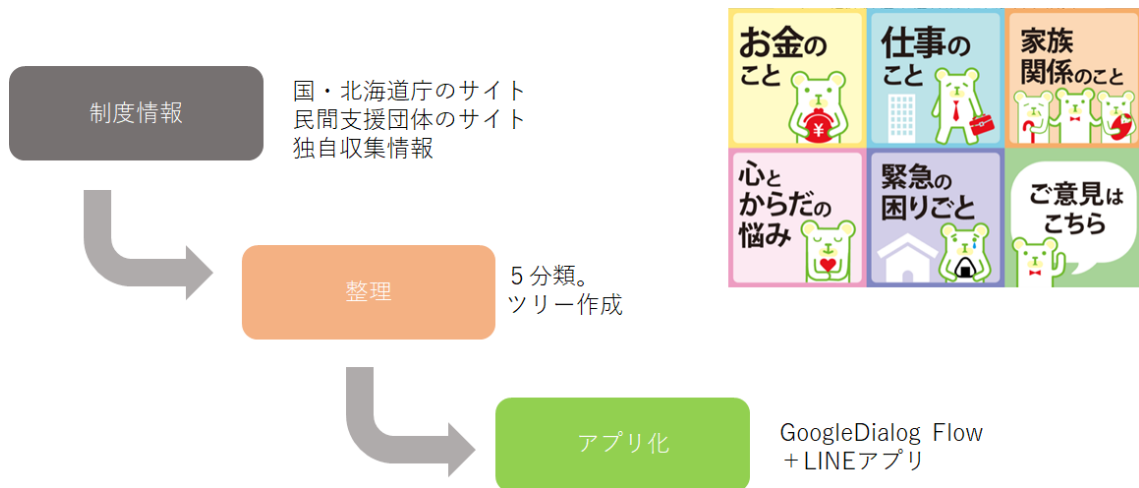 制度情報
国・北海道庁のサイト
民間支援団体のサイト
独自収集情報
整理
５分類。
ツリー作成
アプリ化
GoogleDialog Flow
＋LINEアプリ
お金の
こと
¥
仕事の
こと
家族
関係のこと
心と
からだの
悩み
緊急の
困りごと
ご意見は
こちら